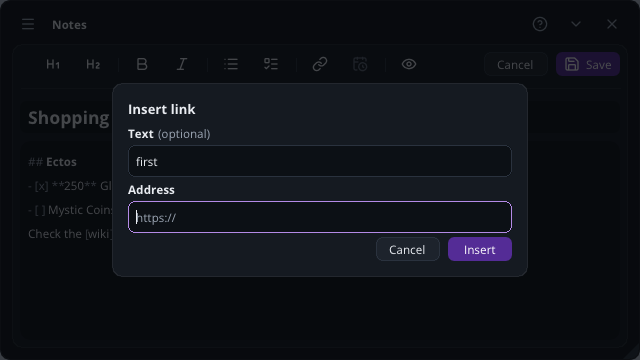 Notes
H1 H2 B I
Cancel Save
Shopping
Insert link
Text (optional)
first
Address
https://
Cancel Insert
## Ectos
- [x] **250** Gl
- [ ] Mystic Coins
Check the [wiki]